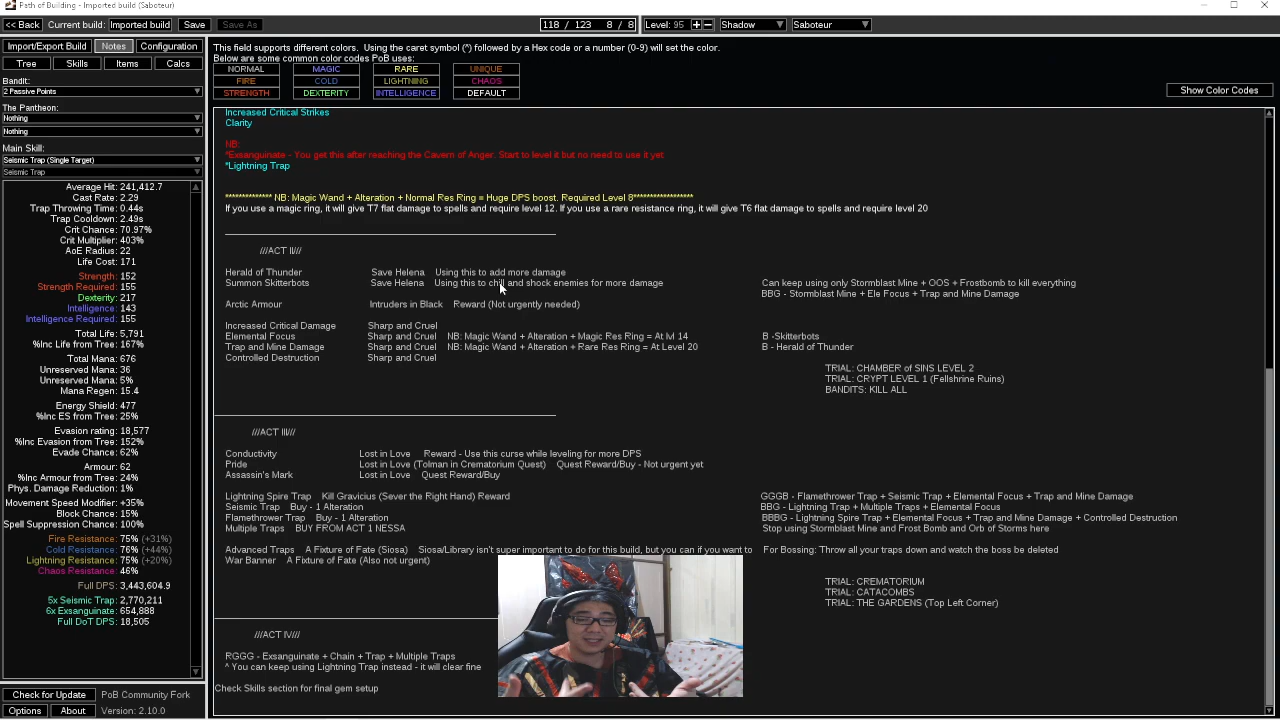 Path of Building - Imported build (Saboteur)
<< Back Current build: Imported build Save Save As 118 / 123 8 / 8 Level: 95 + - Shadow Saboteur
Import/Export Build Notes Configuration
Tree Skills Items Calcs
Bandit:
2 Passive Points
The Pantheon:
Nothing
Nothing
Main Skill:
Seismic Trap (Single Target)
Seismic Trap
Average Hit: 241,412.7
Cast Rate: 2.29
Trap Throwing Time: 0.44s
Trap Cooldown: 2.49s
Crit Chance: 70.97%
Crit Multiplier: 403%
AoE Radius: 22
Life Cost: 171
Strength: 152
Strength Required: 155
Dexterity: 217
Intelligence: 143
Intelligence Required: 155
Total Life: 5,791
%Inc Life from Tree: 167%
Total Mana: 676
Unreserved Mana: 36
Unreserved Mana: 5%
Mana Regen: 15.4
Energy Shield: 477
%Inc ES from Tree: 25%
Evasion rating: 18,577
%Inc Evasion from Tree: 152%
Evade Chance: 62%
Armour: 62
%Inc Armour from Tree: 24%
Phys. Damage Reduction: 1%
Movement Speed Modifier: +35%
Block Chance: 15%
Spell Suppression Chance: 100%
Fire Resistance: 75% (+31%)
Cold Resistance: 76% (+44%)
Lightning Resistance: 75% (+20%)
Chaos Resistance: 46%
Full DPS: 3,443,604.9
5x Seismic Trap: 2,770,211
6x Exsanguinate: 654,888
Full DoT DPS: 18,505
Check for Update PoB Community Fork
Options About Version: 2.10.0
This field supports different colors. Using the caret symbol (^) followed by a Hex code or a number (0-9) will set the color.
Below are some common color codes PoB uses:
NORMAL MAGIC RARE UNIQUE
FIRE COLD LIGHTNING CHAOS
STRENGTH DEXTERITY INTELLIGENCE DEFAULT
Show Color Codes
Increased Critical Strikes
Clarity
NB:
*Exsanguinate - You get this after reaching the Cavern of Anger. Start to level it but no need to use it yet
*Lightning Trap
************** NB: Magic Wand + Alteration + Normal Res Ring = Huge DPS boost. Required Level 8******************
If you use a magic ring, it will give T7 flat damage to spells and require level 12. If you use a rare resistance ring, it will give T6 flat damage to spells and require level 20
///ACT II///
Herald of Thunder Save Helena Using this to add more damage
Summon Skitterbots Save Helena Using this to chill and shock enemies for more damage Can keep using only Stormblast Mine + OOS + Frostbomb to kill everything
BBG - Stormblast Mine + Ele Focus + Trap and Mine Damage
Arctic Armour Intruders in Black Reward (Not urgently needed)
Increased Critical Damage Sharp and Cruel
Elemental Focus Sharp and Cruel NB: Magic Wand + Alteration + Magic Res Ring = At lvl 14 B -Skitterbots
Trap and Mine Damage Sharp and Cruel NB: Magic Wand + Alteration + Rare Res Ring = At Level 20 B - Herald of Thunder
Controlled Destruction Sharp and Cruel
TRIAL: CHAMBER of SINS LEVEL 2
TRIAL: CRYPT LEVEL 1 (Fellshrine Ruins)
BANDITS: KILL ALL
///ACT III///
Conductivity Lost in Love Reward - Use this curse while leveling for more DPS
Pride Lost in Love (Tolman in Crematorium Quest) Quest Reward/Buy - Not urgent yet
Assassin's Mark Lost in Love Quest Reward/Buy
Lightning Spire Trap Kill Gravicius (Sever the Right Hand) Reward GGGB - Flamethrower Trap + Seismic Trap + Elemental Focus + Trap and Mine Damage
Seismic Trap Buy - 1 Alteration BBG - Lightning Trap + Multiple Traps + Elemental Focus
Flamethrower Trap Buy - 1 Alteration BBBG - Lightning Spire Trap + Elemental Focus + Trap and Mine Damage + Controlled Destruction
Multiple Traps BUY FROM ACT 1 NESSA Stop using Stormblast Mine and Frost Bomb and Orb of Storms here
Advanced Traps A Fixture of Fate (Siosa) Siosa/Library isn't super important to do for this build, but you can if you want to For Bossing: Throw all your traps down and watch the boss be deleted
War Banner A Fixture of Fate (Also not urgent)
TRIAL: CREMATORIUM
TRIAL: CATACOMBS
TRIAL: THE GARDENS (Top Left Corner)
///ACT IV///
RGGG - Exsanguinate + Chain + Trap + Multiple Traps
^ You can keep using Lightning Trap instead - it will clear fine
Check Skills section for final gem setup